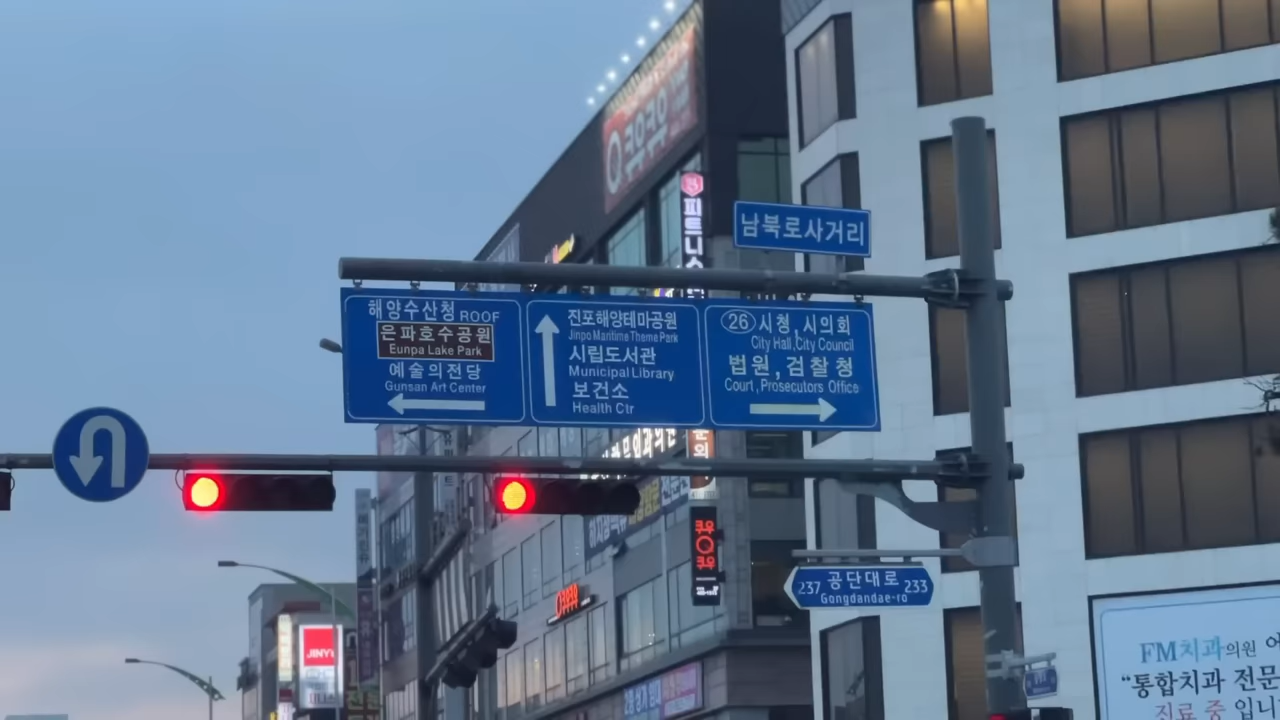 큐유큐유
피트니스
남북로사거리
해양수산청 ROOF
은파호수공원
Eunpa Lake Park
예술의전당
Gunsan Art Center
진포해양테마공원
Jinpo Maritime Theme Park
시립도서관
Municipal Library
보건소
Health Ctr
26 시청, 시의회
City Hall, City Council
법원, 검찰청
Court, Prosecutors Office
237 공단대로 233
Gongdandae-ro
JINYI
FM치과의원
“통합치과 전문
진료 중 입니